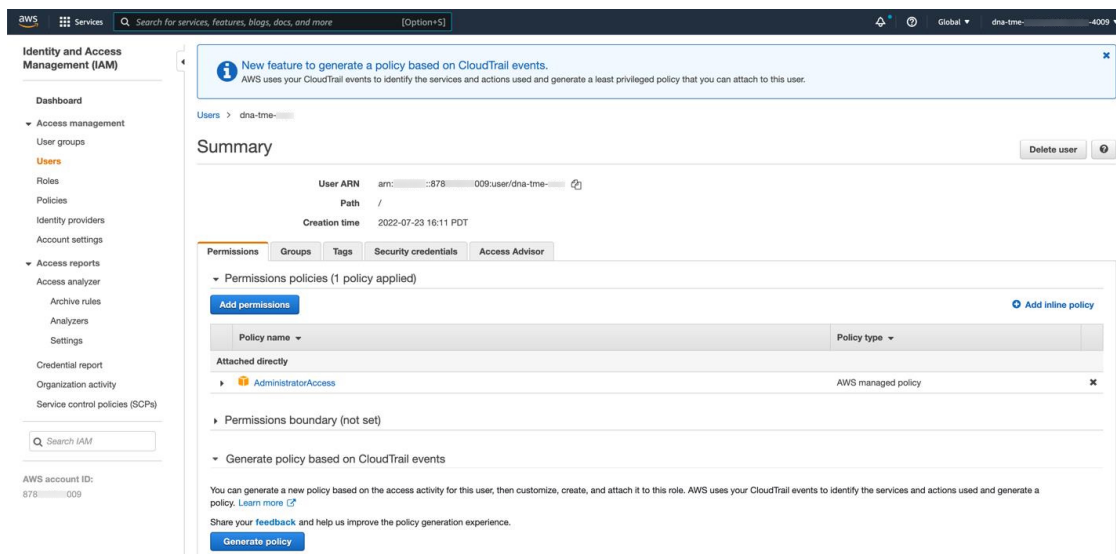 aws Services Search for services, features, blogs, docs, and more [Option+S] Global dna-tme- -4009
Identity and Access Management (IAM)
Dashboard
Access management
User groups
Users
Roles
Policies
Identity providers
Account settings
Access reports
Access analyzer
Archive rules
Analyzers
Settings
Credential report
Organization activity
Service control policies (SCPs)
Search IAM
AWS account ID:
878 009
New feature to generate a policy based on CloudTrail events.
AWS uses your CloudTrail events to identify the services and actions used and generate a least privileged policy that you can attach to this user.
Users > dna-tme-
Summary
Delete user
User ARN arn: ::878 009:user/dna-tme-
Path /
Creation time 2022-07-23 16:11 PDT
Permissions Groups Tags Security credentials Access Advisor
Permissions policies (1 policy applied)
Add permissions Add inline policy
Policy name Policy type
Attached directly
AdministratorAccess AWS managed policy
Permissions boundary (not set)
Generate policy based on CloudTrail events
You can generate a new policy based on the access activity for this user, then customize, create, and attach it to this role. AWS uses your CloudTrail events to identify the services and actions used and generate a
policy. Learn more
Share your feedback and help us improve the policy generation experience.
Generate policy